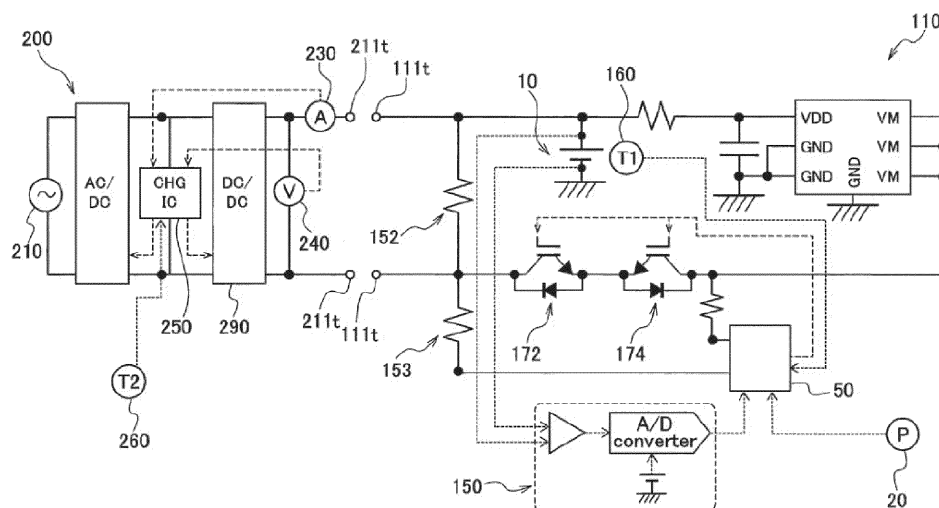 110
200
230
211t
111t
160
10
A
T1
VDD
VM
AC/
DC
CHG
IC
DC/
DC
GND
VM
GND
VM
GND
V
210
240
152
250
290
211t
111t
172
174
153
50
T2
260
A/D
converter
P
150
20